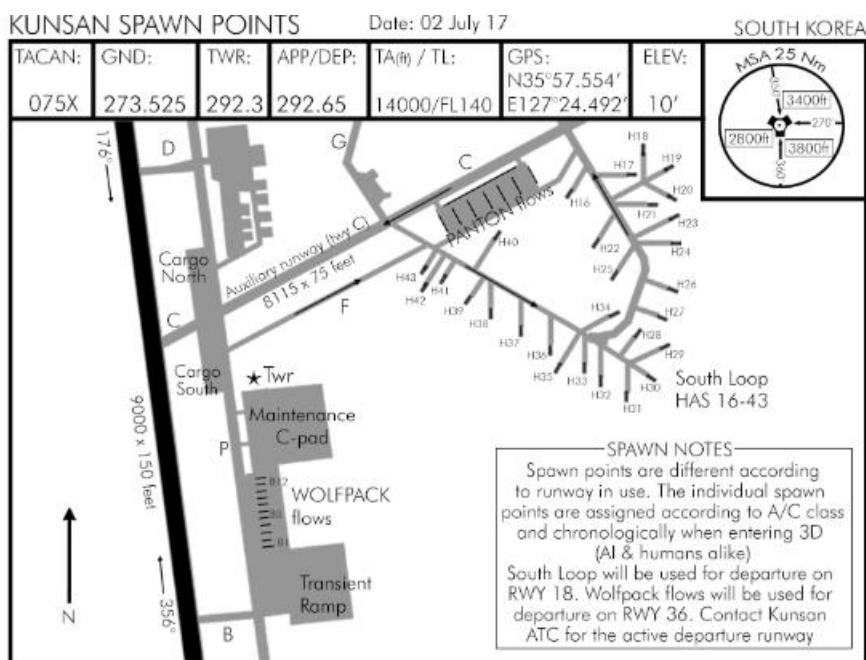 KUNSAN SPAWN POINTS Date: 02 July 17 SOUTH KOREA
TACAN: GND: TWR: APP/DEP: TA(ft) / TL: GPS: ELEV:
N35°57.554'
075X 273.525 292.3 292.65 14000/FL140 E127°24.492' 10'
MSA 25 Nm
050°
3400ft
270°
2800ft
3800ft
360°
176°
D
G
C
H18
H17
H19
H20
H16
H21
H23
H22
H24
H25
H26
H27
PANTON flows
H40
H43
H42
H41
H39
H38
H37
H36
H35
H34
H33
H32
H31
H28
H29
H30
Cargo
North
Auxiliary runway (twy C)
8115 x 75 feet
C
F
Cargo
South
Twr
South Loop
HAS 16-43
9000 x 150 feet
Maintenance
C-pad
P
B12
WOLFPACK
flows
B1
Transient
Ramp
356°
B
N
SPAWN NOTES
Spawn points are different according
to runway in use. The individual spawn
points are assigned according to A/C class
and chronologically when entering 3D
(AI & humans alike)
South Loop will be used for departure on
RWY 18. Wolfpack flows will be used for
departure on RWY 36. Contact Kunsan
ATC for the active departure runway